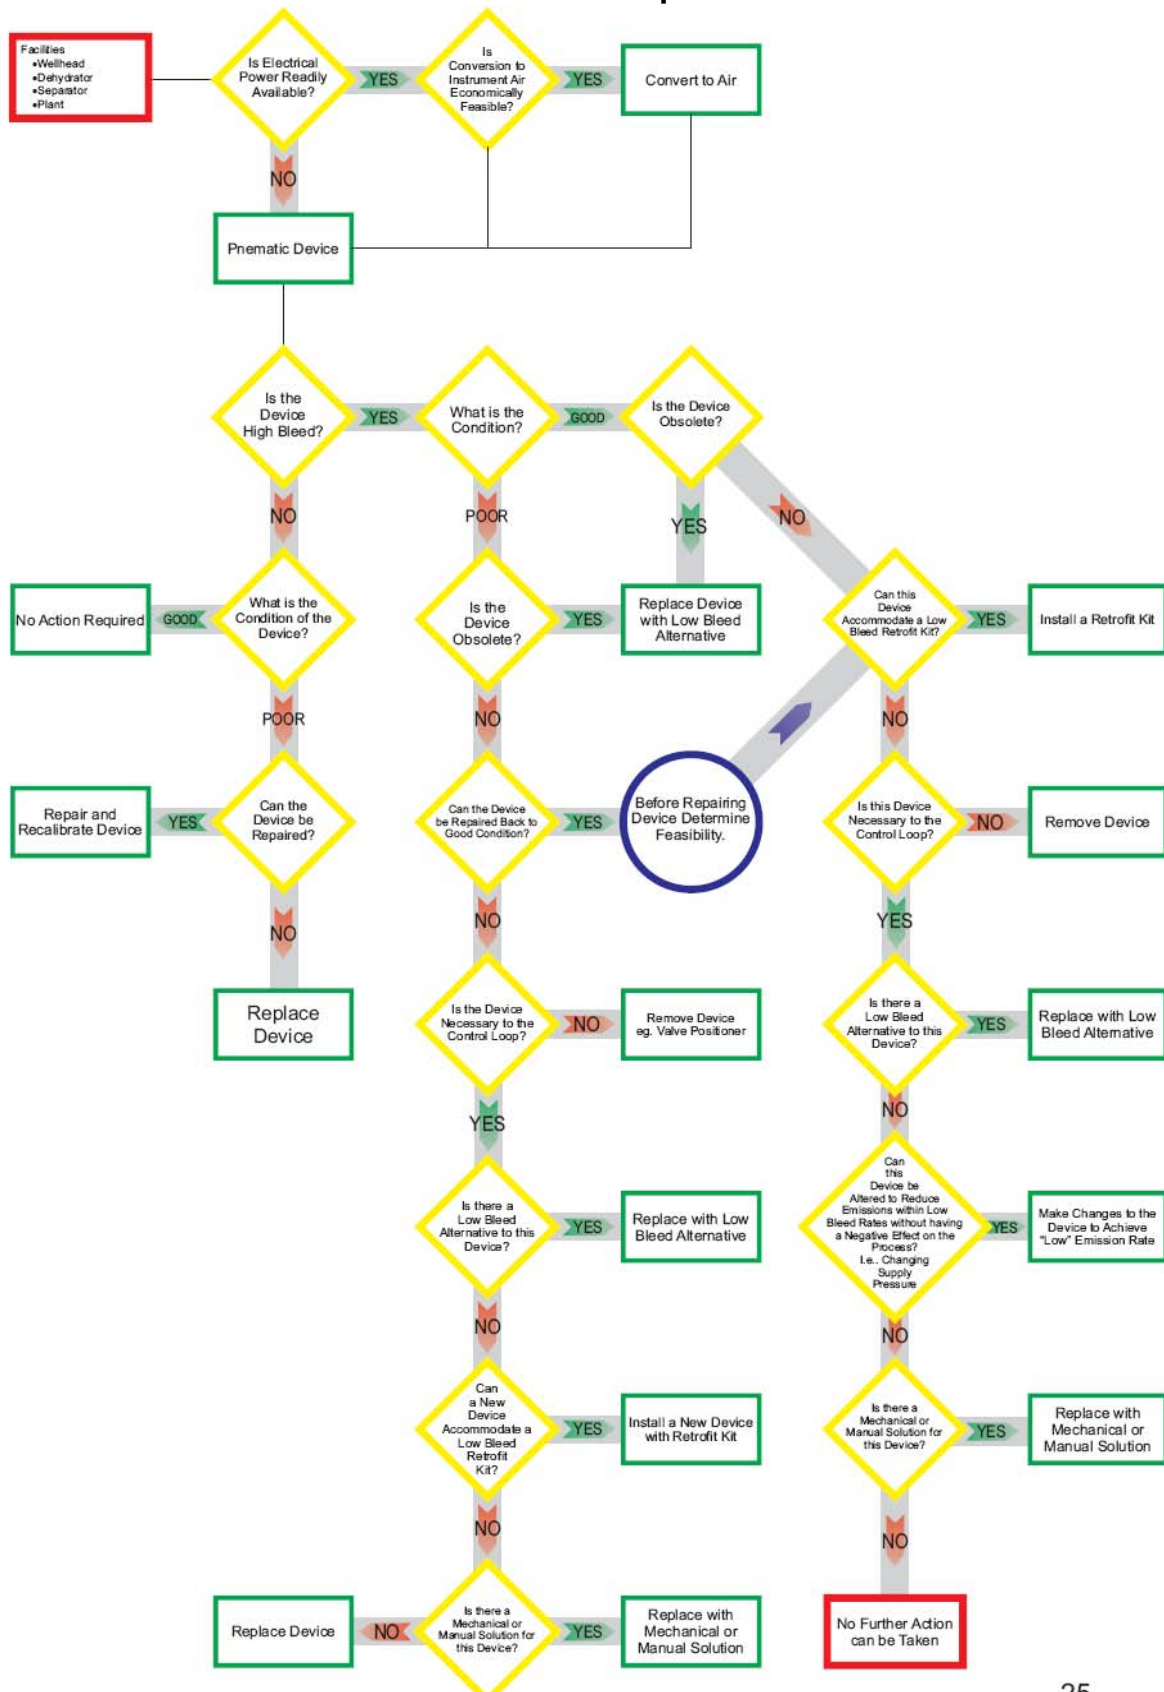 Facilities
•Wellhead
•Dehydrator
•Separator
•Plant
Is Electrical
Power Readily
Available?
YES
Is
Conversion to
Instrument Air
Economically
Feasible?
YES
Convert to Air
NO
Pnematic Device
Is the
Device
High Bleed?
YES
What is the
Condition?
GOOD
Is the Device
Obsolete?
NO
POOR
YES
NO
No Action Required
GOOD
What is the
Condition of the
Device?
Is the
Device
Obsolete?
YES
Replace Device
with Low Bleed
Alternative
Can this
Device
Accommodate a Low
Bleed Retrofit Kit?
YES
Install a Retrofit Kit
POOR
NO
NO
Repair and
Recalibrate Device
YES
Can the
Device be
Repaired?
Can the Device
be Repaired Back to
Good Condition?
YES
Before Repairing
Device Determine
Feasibility.
Is this Device
Necessary to the
Control Loop?
NO
Remove Device
NO
NO
YES
Replace
Device
Is the Device
Necessary to the
Control Loop?
NO
Remove Device
eg. Valve Positioner
Is there a
Low Bleed
Alternative to this
Device?
YES
Replace with Low
Bleed Alternative
YES
NO
Is there a
Low Bleed
Alternative to this
Device?
YES
Replace with Low
Bleed Alternative
Can
this
Device be
Altered to Reduce
Emissions within Low
Bleed Rates without having
a Negative Effect on the
Process?
I.e.. Changing
Supply
Pressure
YES
Make Changes to the
Device to Achieve
"Low" Emission Rate
NO
NO
Can
a New
Device
Accommodate a
Low Bleed
Retrofit
Kit?
YES
Install a New Device
with Retrofit Kit
Is there a
Mechanical or
Manual Solution for
this Device?
YES
Replace with
Mechanical or
Manual Solution
NO
NO
Replace Device
NO
Is there a
Mechanical or
Manual Solution for
this Device?
YES
Replace with
Mechanical or
Manual Solution
No Further Action
can be Taken